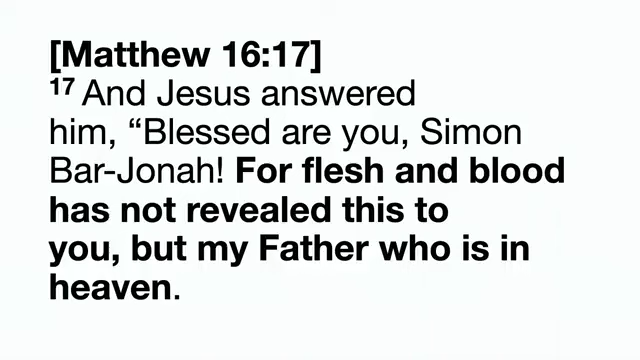 [Matthew 16:17]
17 And Jesus answered
him, “Blessed are you, Simon
Bar-Jonah! For flesh and blood
has not revealed this to
you, but my Father who is in
heaven.